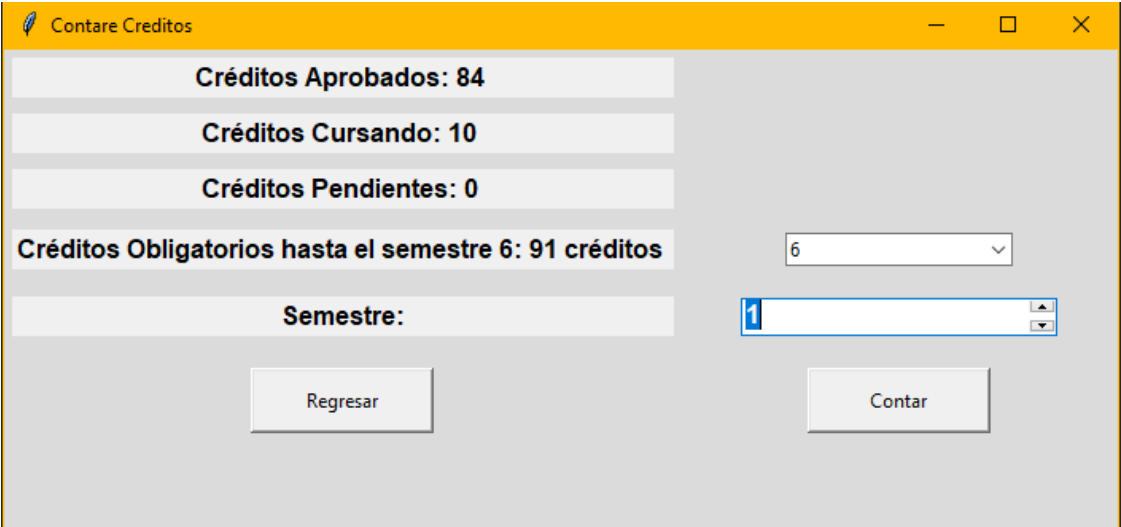 Contare Creditos
Créditos Aprobados: 84
Créditos Cursando: 10
Créditos Pendientes: 0
Créditos Obligatorios hasta el semestre 6: 91 créditos
6
Semestre:
1
Regresar
Contar